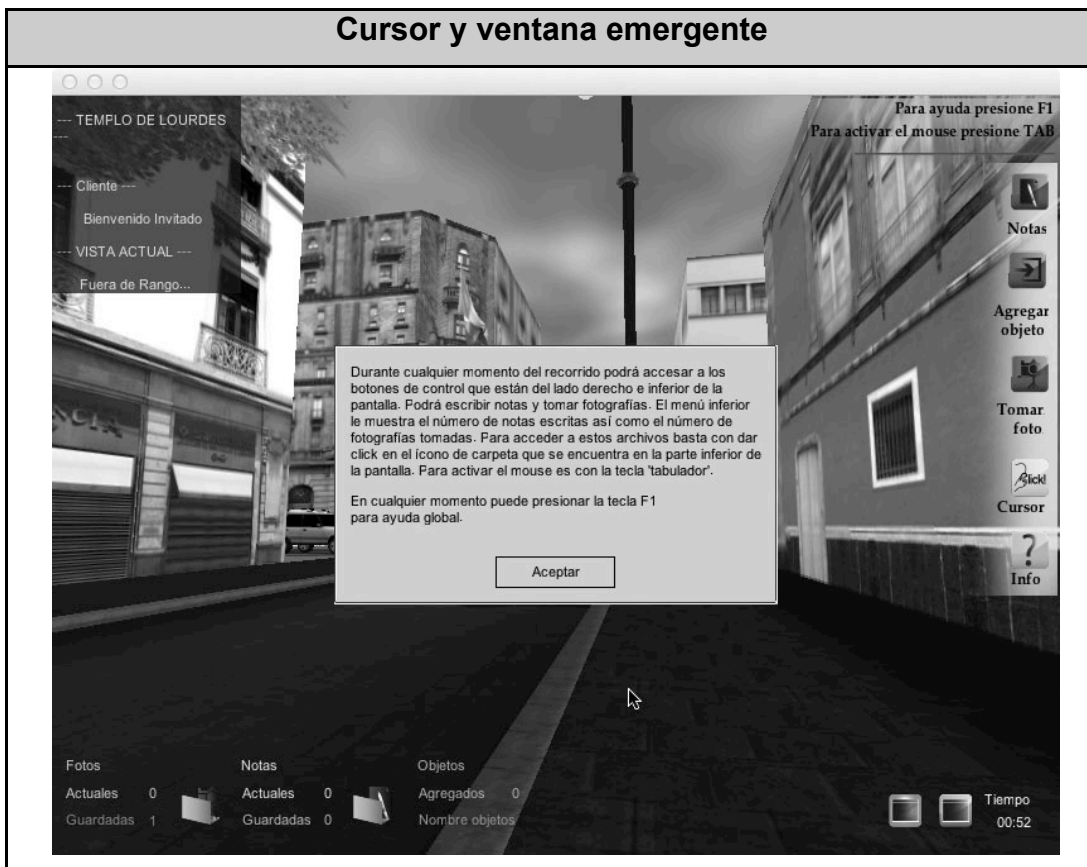 Cursor y ventana emergente
--- TEMPLO DE LOURDES
---
--- Cliente ---
Bienvenido Invitado
--- VISTA ACTUAL ---
Fuera de Rango...
Para ayuda presione F1
Para activar el mouse presione TAB
Notas
Agregar
objeto
Tomar
foto
Click!
Cursor
?
Info
Durante cualquier momento del recorrido podrá accesar a los
botones de control que están del lado derecho e inferior de la
pantalla. Podrá escribir notas y tomar fotografías. El menú inferior
le muestra el número de notas escritas así como el número de
fotografías tomadas. Para acceder a estos archivos basta con dar
click en el ícono de carpeta que se encuentra en la parte inferior de
la pantalla. Para activar el mouse es con la tecla 'tabulador'.
En cualquier momento puede presionar la tecla F1
para ayuda global.
Aceptar
Fotos
Actuales 0
Guardadas 1
Notas
Actuales 0
Guardadas 0
Objetos
Agregados 0
Nombre objetos
Tiempo
00:52